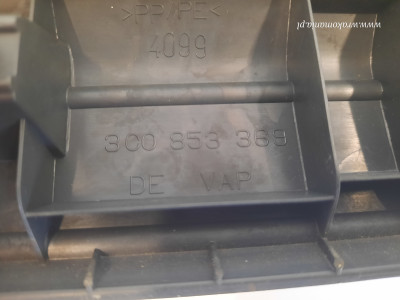 >PP/PE<
4099
3C0 853 369
DE VAP